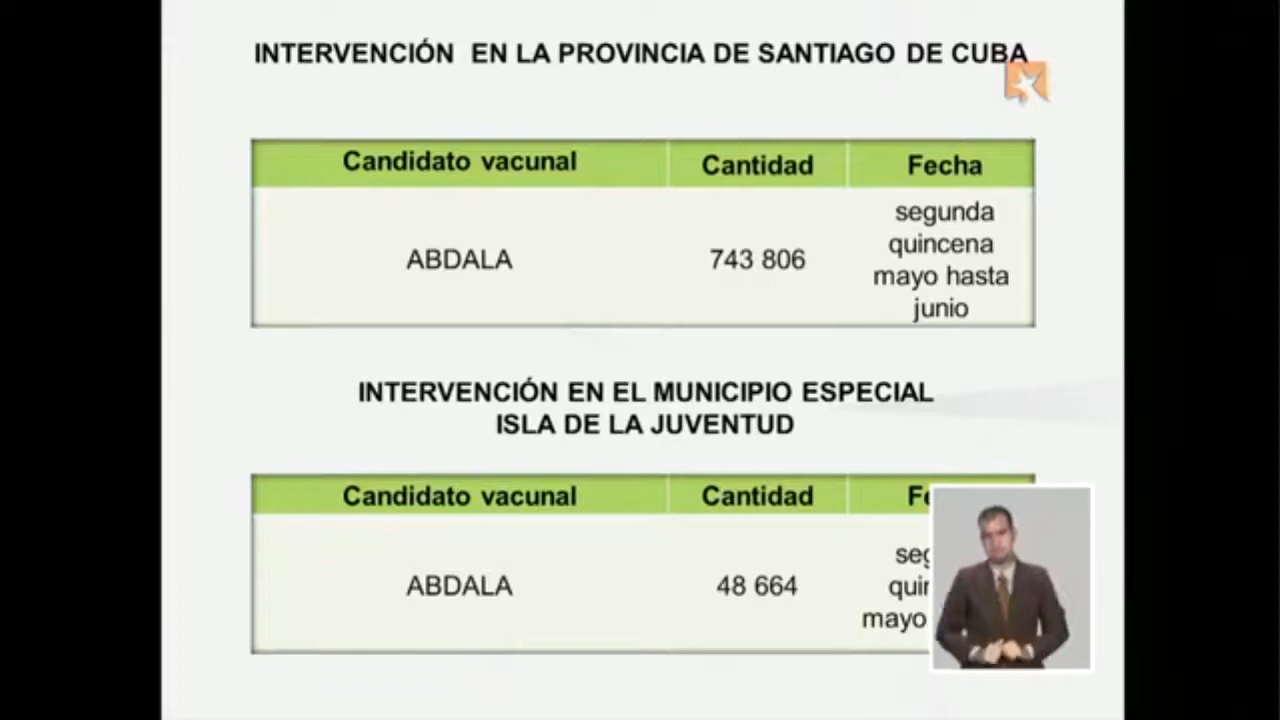 INTERVENCIÓN EN LA PROVINCIA DE SANTIAGO DE CUBA
Candidato vacunal Cantidad Fecha
ABDALA 743 806 segunda
quincena
mayo hasta
junio
INTERVENCIÓN EN EL MUNICIPIO ESPECIAL
ISLA DE LA JUVENTUD
Candidato vacunal Cantidad
ABDALA 48 664
mayo